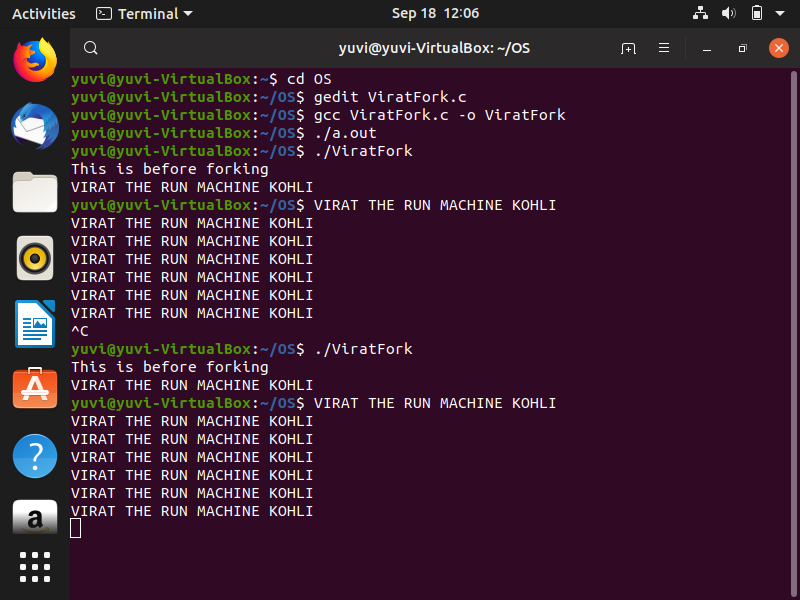 Activities Terminal Sep 18 12:06
yuvi@yuvi-VirtualBox: ~/OS
yuvi@yuvi-VirtualBox:~$ cd OS
yuvi@yuvi-VirtualBox:~/OS$ gedit ViratFork.c
yuvi@yuvi-VirtualBox:~/OS$ gcc ViratFork.c -o ViratFork
yuvi@yuvi-VirtualBox:~/OS$ ./a.out
yuvi@yuvi-VirtualBox:~/OS$ ./ViratFork
This is before forking
VIRAT THE RUN MACHINE KOHLI
yuvi@yuvi-VirtualBox:~/OS$ VIRAT THE RUN MACHINE KOHLI
VIRAT THE RUN MACHINE KOHLI
VIRAT THE RUN MACHINE KOHLI
VIRAT THE RUN MACHINE KOHLI
VIRAT THE RUN MACHINE KOHLI
VIRAT THE RUN MACHINE KOHLI
VIRAT THE RUN MACHINE KOHLI
^C
yuvi@yuvi-VirtualBox:~/OS$ ./ViratFork
This is before forking
VIRAT THE RUN MACHINE KOHLI
yuvi@yuvi-VirtualBox:~/OS$ VIRAT THE RUN MACHINE KOHLI
VIRAT THE RUN MACHINE KOHLI
VIRAT THE RUN MACHINE KOHLI
VIRAT THE RUN MACHINE KOHLI
VIRAT THE RUN MACHINE KOHLI
VIRAT THE RUN MACHINE KOHLI
VIRAT THE RUN MACHINE KOHLI